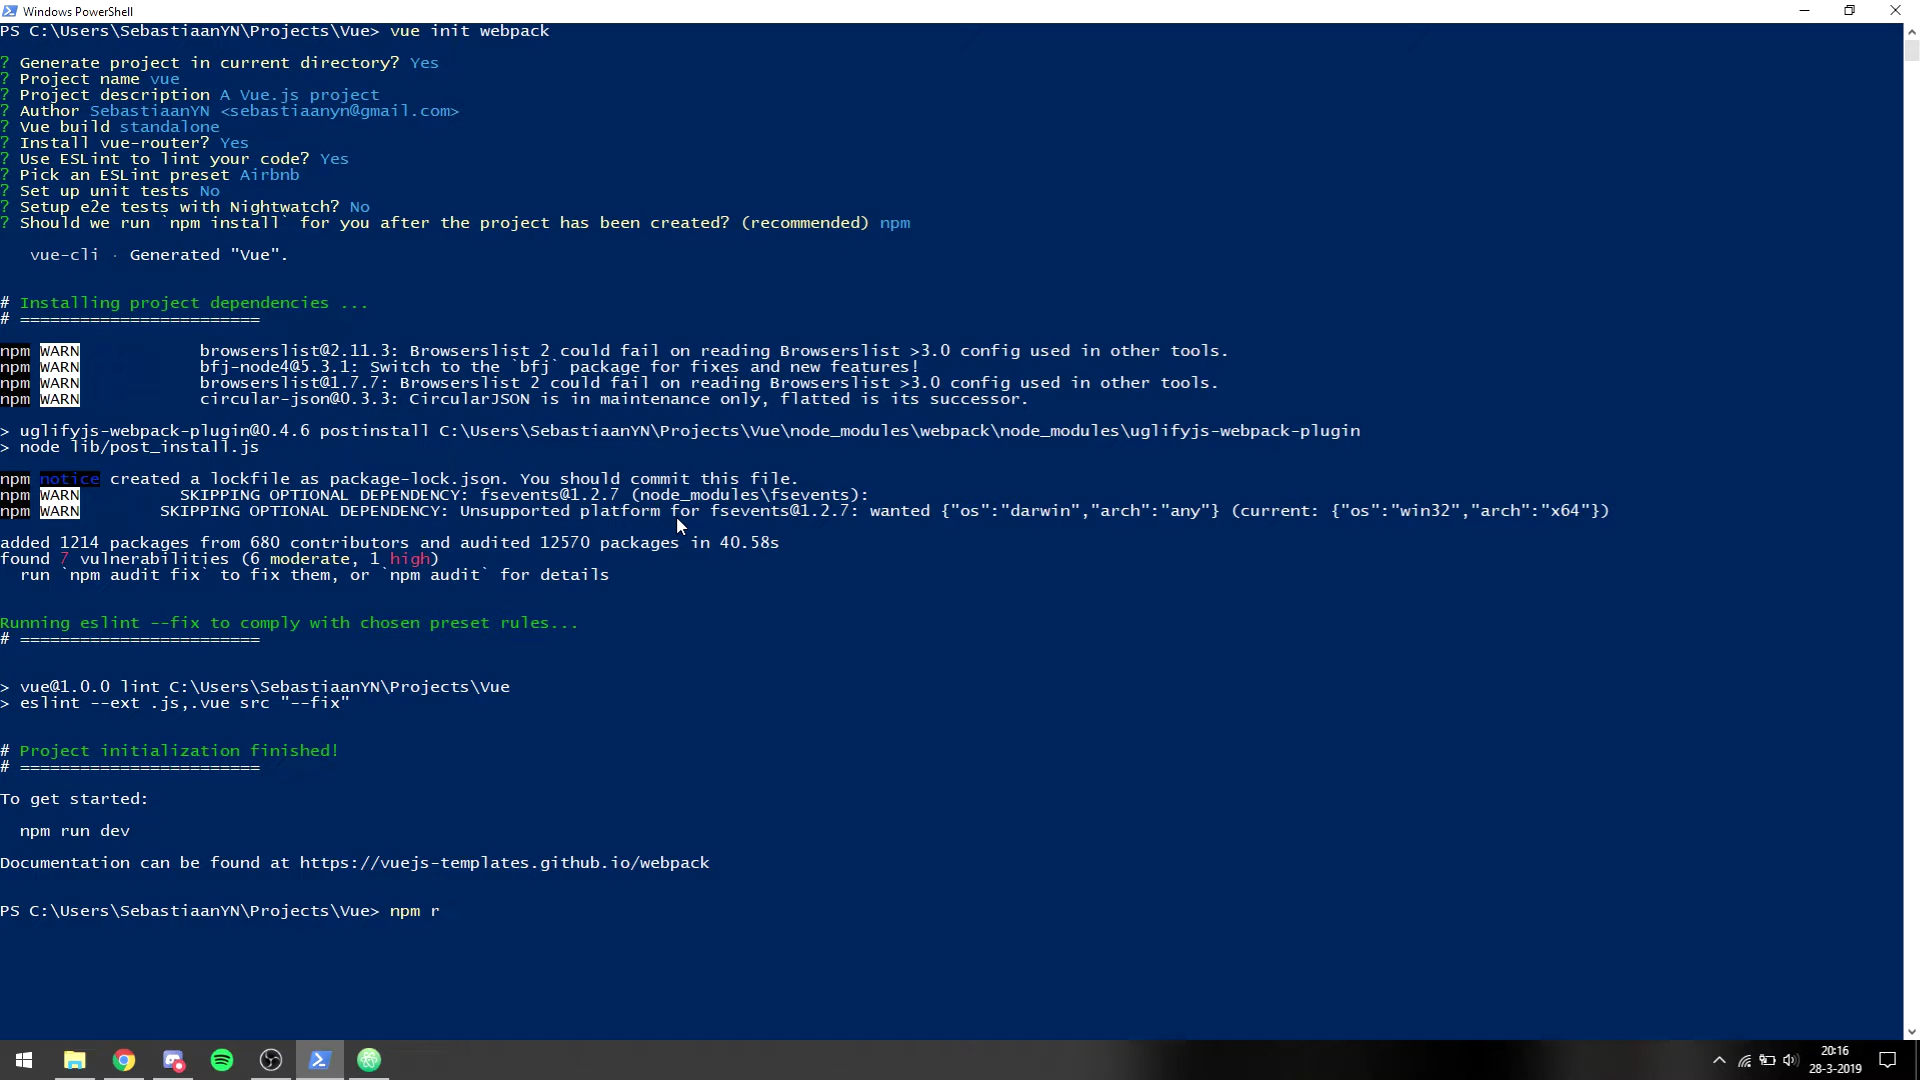 Windows PowerShell
PS C:\Users\SebastiaanYN\Projects\Vue> vue init webpack
? Generate project in current directory? Yes
? Project name vue
? Project description A Vue.js project
? Author SebastiaanYN <sebastiaanyn@gmail.com>
? Vue build standalone
? Install vue-router? Yes
? Use ESLint to lint your code? Yes
? Pick an ESLint preset Airbnb
? Set up unit tests No
? Setup e2e tests with Nightwatch? No
? Should we run `npm install` for you after the project has been created? (recommended) npm
vue-cli · Generated "Vue".
# Installing project dependencies ...
# ========================
npm WARN browserslist@2.11.3: Browserslist 2 could fail on reading Browserslist >3.0 config used in other tools.
npm WARN bfj-node4@5.3.1: Switch to the `bfj` package for fixes and new features!
npm WARN browserslist@1.7.7: Browserslist 2 could fail on reading Browserslist >3.0 config used in other tools.
npm WARN circular-json@0.3.3: CircularJSON is in maintenance only, flatted is its successor.
> uglifyjs-webpack-plugin@0.4.6 postinstall C:\Users\SebastiaanYN\Projects\Vue\node_modules\webpack\node_modules\uglifyjs-webpack-plugin
> node lib/post_install.js
npm notice created a lockfile as package-lock.json. You should commit this file.
npm WARN SKIPPING OPTIONAL DEPENDENCY: fsevents@1.2.7 (node_modules\fsevents):
npm WARN SKIPPING OPTIONAL DEPENDENCY: Unsupported platform for fsevents@1.2.7: wanted {"os":"darwin","arch":"any"} (current: {"os":"win32","arch":"x64"})
added 1214 packages from 680 contributors and audited 12570 packages in 40.58s
found 7 vulnerabilities (6 moderate, 1 high)
run `npm audit fix` to fix them, or `npm audit` for details
Running eslint --fix to comply with chosen preset rules...
# ========================
> vue@1.0.0 lint C:\Users\SebastiaanYN\Projects\Vue
> eslint --ext .js,.vue src "--fix"
# Project initialization finished!
# ========================
To get started:
npm run dev
Documentation can be found at https://vuejs-templates.github.io/webpack
PS C:\Users\SebastiaanYN\Projects\Vue> npm r
20:16
28-3-2019